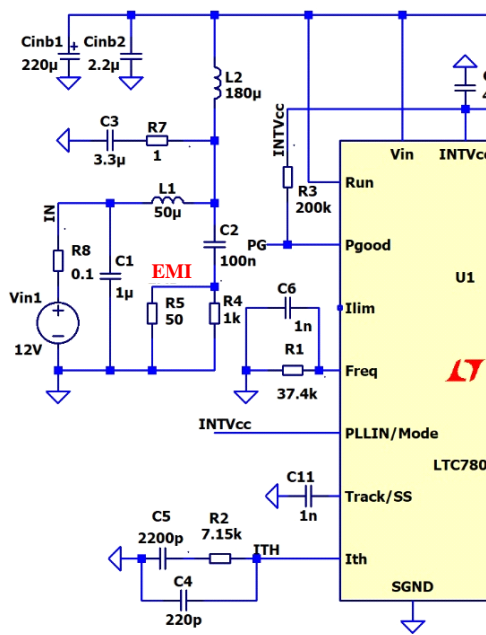 Cinb1
Cinb2
+
220µ
2.2µ
L2
180µ
C3
R7
3.3µ
1
INTVcc
C
4
Vin
INTVcc
IN
L1
50µ
R3
200k
Run
C2
100n
PG
Pgood
R8
0.1
C1
1µ
EMI
U1
Vin1
+
−
12V
R5
50
R4
1k
C6
1n
Ilim
R1
37.4k
Freq
INTVcc
PLLIN/Mode
LTC780
C11
1n
Track/SS
C5
2200p
R2
7.15k
ITH
Ith
C4
220p
SGND